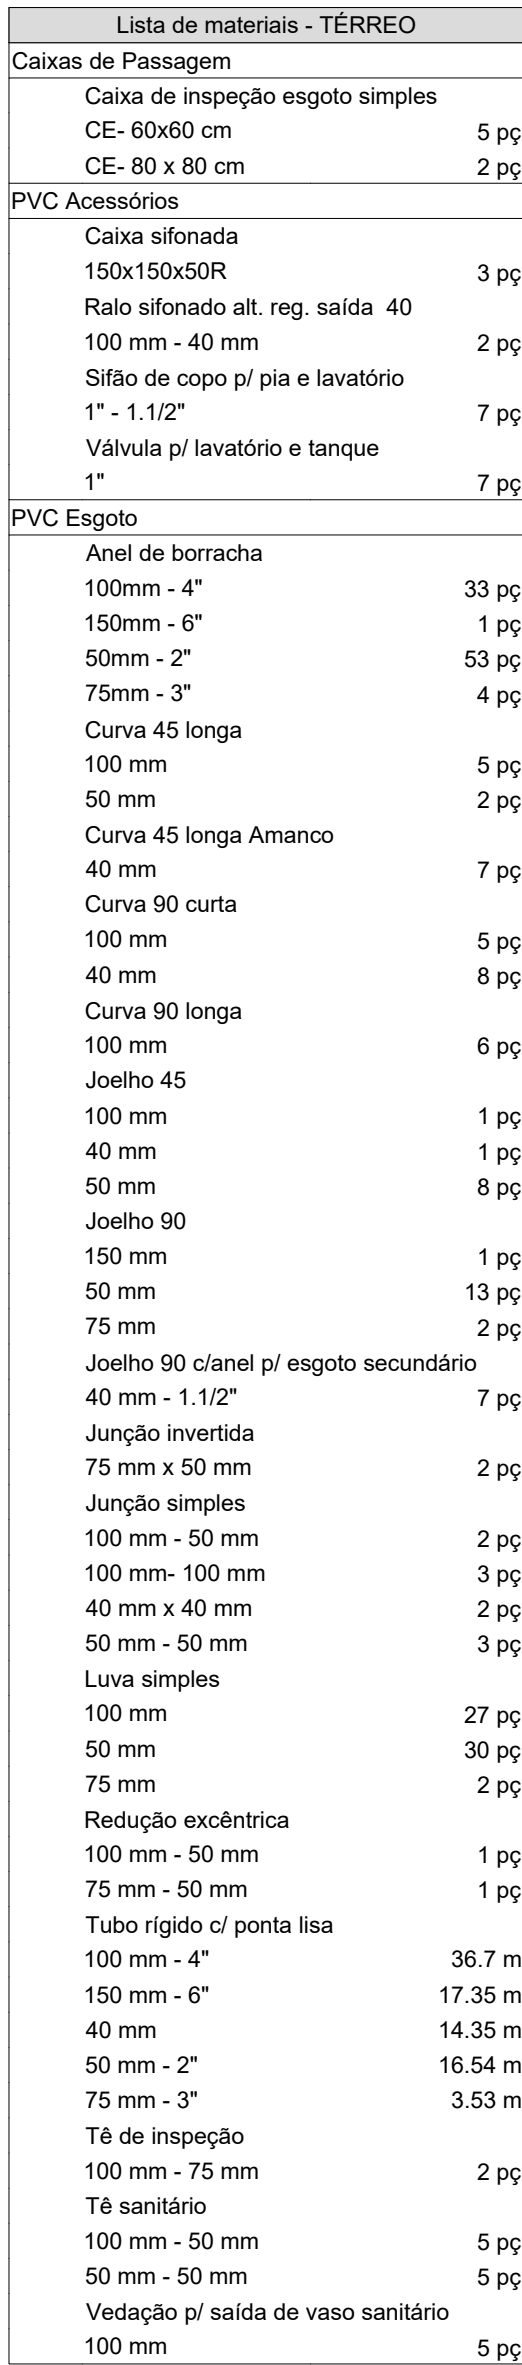 Lista de materiais - TÉRREO
Caixas de Passagem
Caixa de inspeção esgoto simples
CE- 60x60 cm 5 pç
CE- 80 x 80 cm 2 pç
PVC Acessórios
Caixa sifonada
150x150x50R 3 pç
Ralo sifonado alt. reg. saída 40
100 mm - 40 mm 2 pç
Sifão de copo p/ pia e lavatório
1" - 1.1/2" 7 pç
Válvula p/ lavatório e tanque
1" 7 pç
PVC Esgoto
Anel de borracha
100mm - 4" 33 pç
150mm - 6" 1 pç
50mm - 2" 53 pç
75mm - 3" 4 pç
Curva 45 longa
100 mm 5 pç
50 mm 2 pç
Curva 45 longa Amanco
40 mm 7 pç
Curva 90 curta
100 mm 5 pç
40 mm 8 pç
Curva 90 longa
100 mm 6 pç
Joelho 45
100 mm 1 pç
40 mm 1 pç
50 mm 8 pç
Joelho 90
150 mm 1 pç
50 mm 13 pç
75 mm 2 pç
Joelho 90 c/anel p/ esgoto secundário
40 mm - 1.1/2" 7 pç
Junção invertida
75 mm x 50 mm 2 pç
Junção simples
100 mm - 50 mm 2 pç
100 mm- 100 mm 3 pç
40 mm x 40 mm 2 pç
50 mm - 50 mm 3 pç
Luva simples
100 mm 27 pç
50 mm 30 pç
75 mm 2 pç
Redução excêntrica
100 mm - 50 mm 1 pç
75 mm - 50 mm 1 pç
Tubo rígido c/ ponta lisa
100 mm - 4" 36.7 m
150 mm - 6" 17.35 m
40 mm 14.35 m
50 mm - 2" 16.54 m
75 mm - 3" 3.53 m
Tê de inspeção
100 mm - 75 mm 2 pç
Tê sanitário
100 mm - 50 mm 5 pç
50 mm - 50 mm 5 pç
Vedação p/ saída de vaso sanitário
100 mm 5 pç